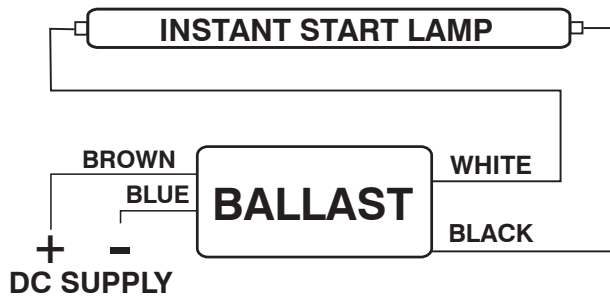 INSTANT START LAMP
BROWN
WHITE
BLUE
BALLAST
BLACK
+ -
DC SUPPLY